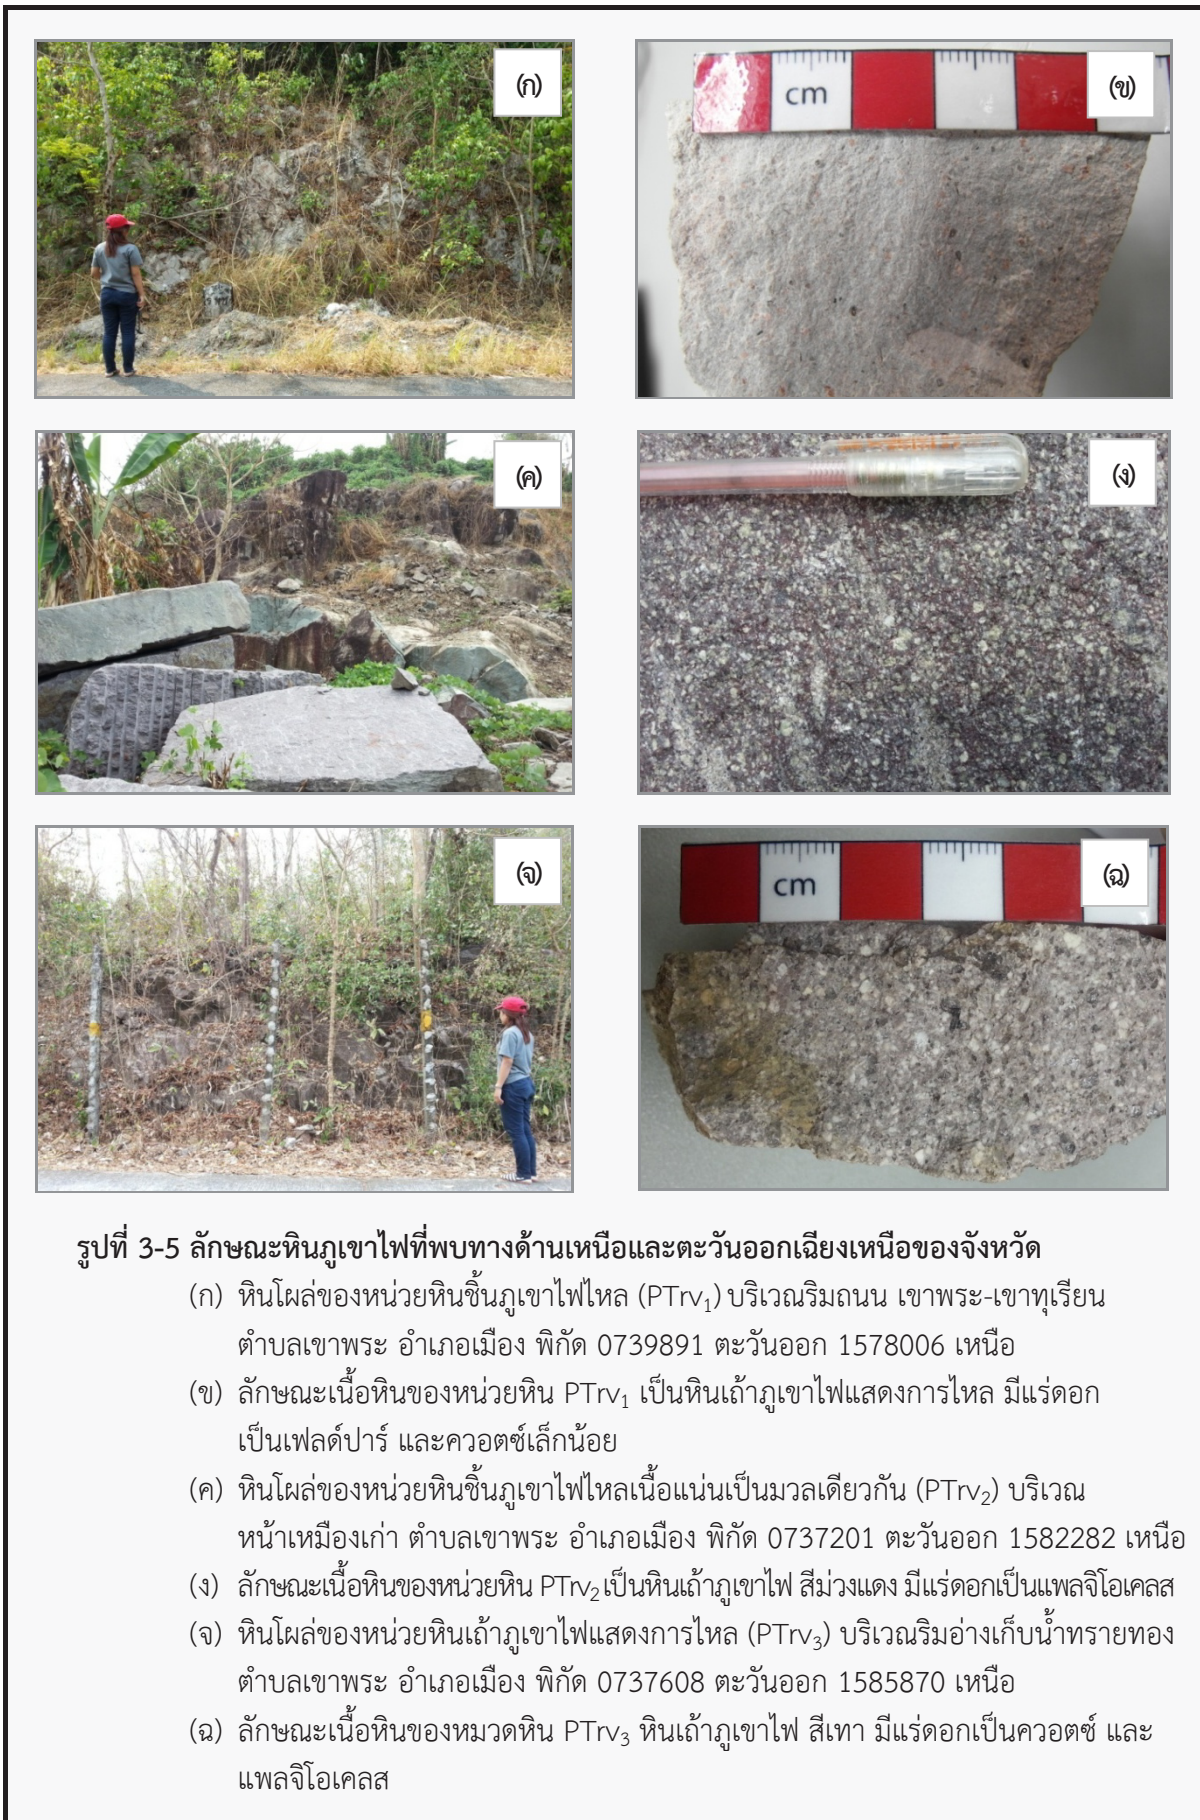 (ก)
(ข)
cm
(ค)
(ง)
(จ)
(ฉ)
cm
รูปที่ 3-5 ลักษณะหินภูเขาไฟที่พบทางด้านเหนือและตะวันออกเฉียงเหนือของจังหวัด
(ก) หินโผล่ของหน่วยหินชิ้นภูเขาไฟไหล (PTrv₁) บริเวณริมถนน เขาพระ-เขาทุเรียน
ตำบลเขาพระ อำเภอเมือง พิกัด 0739891 ตะวันออก 1578006 เหนือ
(ข) ลักษณะเนื้อหินของหน่วยหิน PTrv₁ เป็นหินเถ้าภูเขาไฟแสดงการไหล มีแร่ดอก
เป็นเฟลด์ปาร์ และควอตซ์เล็กน้อย
(ค) หินโผล่ของหน่วยหินชิ้นภูเขาไฟไหลเนื้อแน่นเป็นมวลเดียวกัน (PTrv₂) บริเวณ
หน้าเหมืองเก่า ตำบลเขาพระ อำเภอเมือง พิกัด 0737201 ตะวันออก 1582282 เหนือ
(ง) ลักษณะเนื้อหินของหน่วยหิน PTrv₂ เป็นหินเถ้าภูเขาไฟ สีม่วงแดง มีแร่ดอกเป็นแพลจิโอเคลส
(จ) หินโผล่ของหน่วยหินเถ้าภูเขาไฟแสดงการไหล (PTrv₃) บริเวณริมอ่างเก็บน้ำทรายทอง
ตำบลเขาพระ อำเภอเมือง พิกัด 0737608 ตะวันออก 1585870 เหนือ
(ฉ) ลักษณะเนื้อหินของหมวดหิน PTrv₃ หินเถ้าภูเขาไฟ สีเทา มีแร่ดอกเป็นควอตซ์ และ
แพลจิโอเคลส